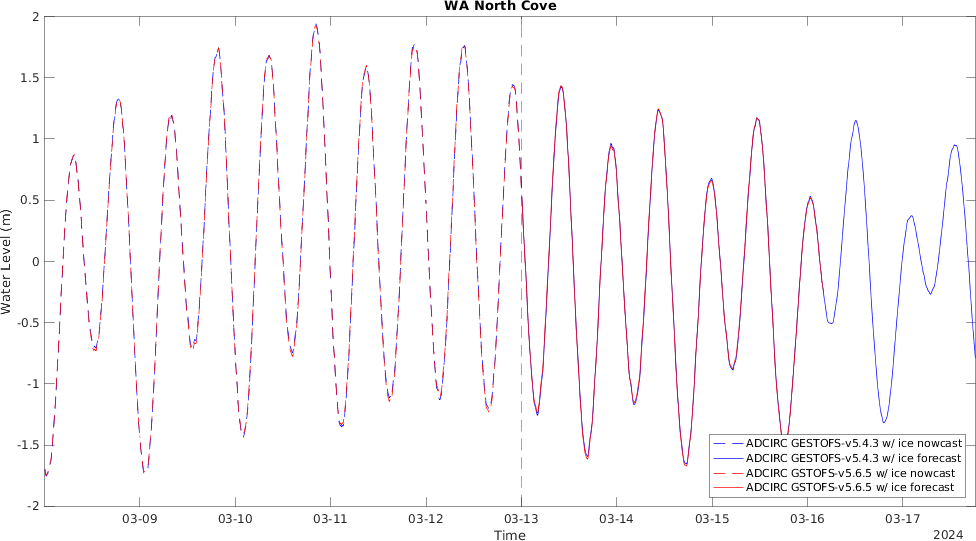 WA North Cove
2
1.5
1
0.5
0
-0.5
-1
-1.5
-2
Water Level (m)
ADCIRC GESTOFS-v5.4.3 w/ ice nowcast
ADCIRC GESTOFS-v5.4.3 w/ ice forecast
ADCIRC GSTOFS-v5.6.5 w/ ice nowcast
ADCIRC GSTOFS-v5.6.5 w/ ice forecast
03-09 03-10 03-11 03-12 03-13 03-14 03-15 03-16 03-17
Time
2024